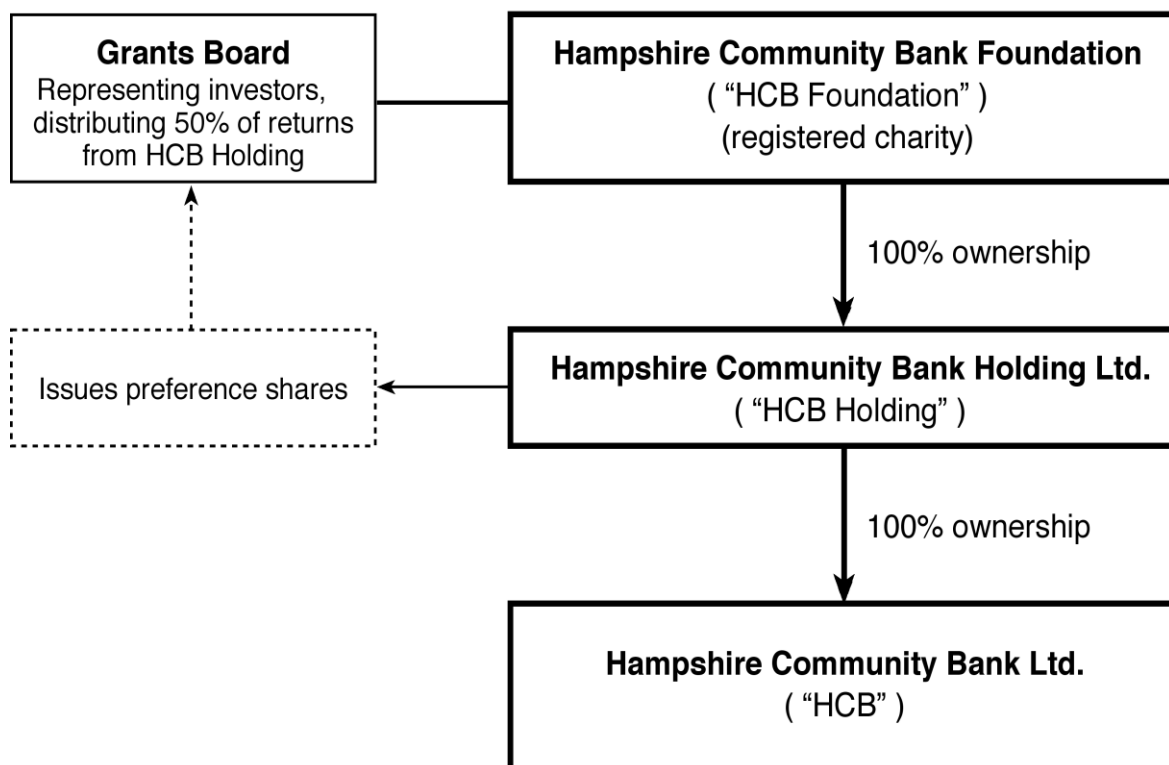 Grants Board
Representing investors,
distributing 50% of returns
from HCB Holding
Hampshire Community Bank Foundation
( “HCB Foundation” )
(registered charity)
100% ownership
Issues preference shares
Hampshire Community Bank Holding Ltd.
( “HCB Holding” )
100% ownership
Hampshire Community Bank Ltd.
( “HCB” )